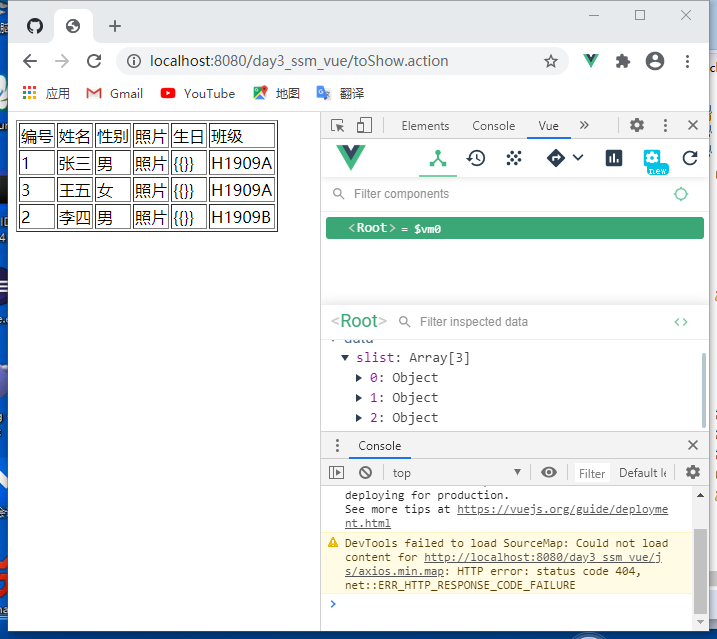 localhost:8080/day3_ssm_vue/toShow.action
应用 Gmail YouTube 地图 翻译
编号 姓名 性别 照片 生日 班级
1 张三 男 照片 {{}} H1909A
3 王五 女 照片 {{}} H1909A
2 李四 男 照片 {{}} H1909B
Elements Console Vue »
new
Filter components
<Root> = $vm0
<Root> Filter inspected data
data
slist: Array[3]
0: Object
1: Object
2: Object
Console
top Filter Default le
deploying for production.
See more tips at https://vuejs.org/guide/deployme
nt.html
DevTools failed to load SourceMap: Could not load
content for http://localhost:8080/day3_ssm_vue/j
s/axios.min.map: HTTP error: status code 404,
net::ERR_HTTP_RESPONSE_CODE_FAILURE